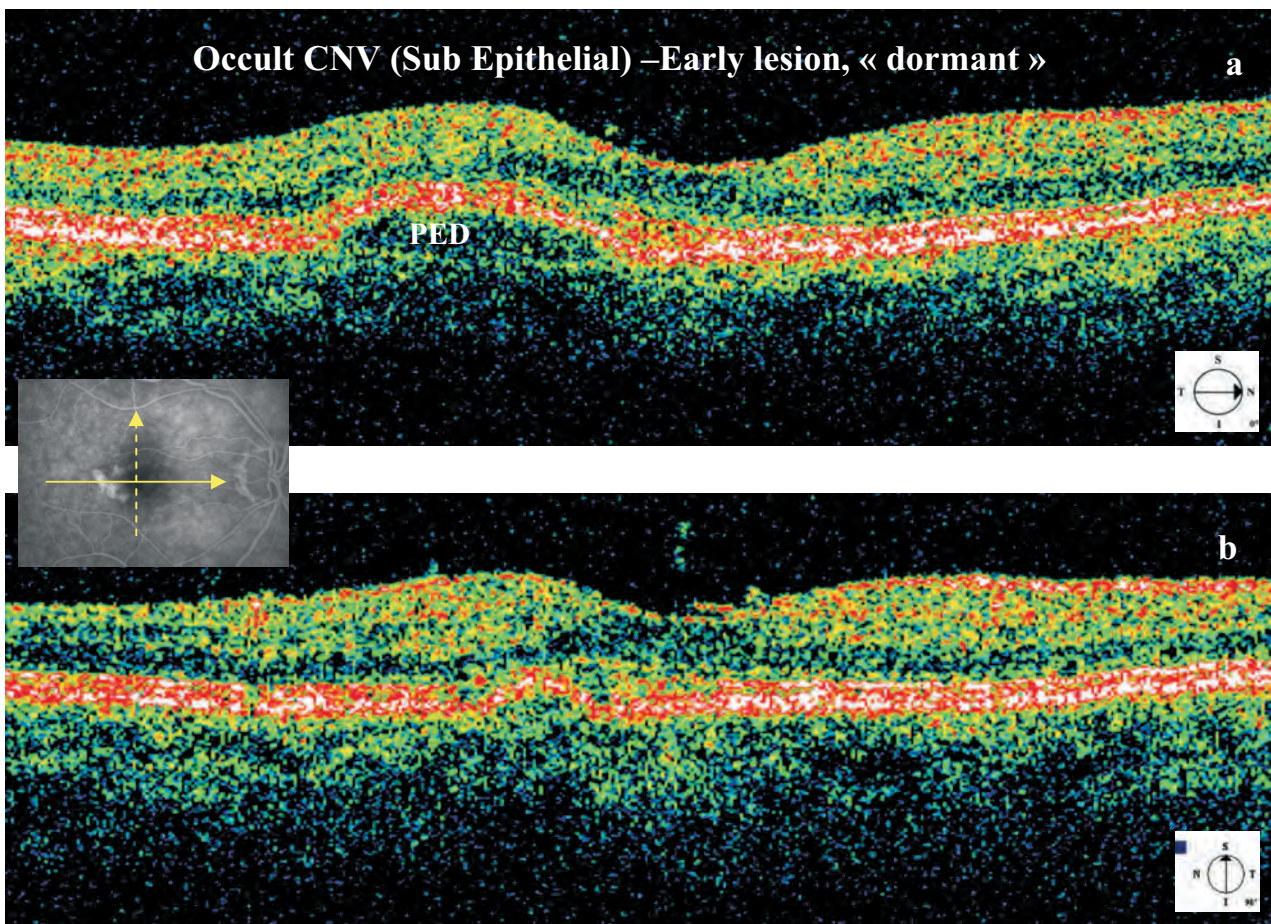 Occult CNV (Sub Epithelial) –Early lesion, « dormant »
a
PED
S
T N
I 0°
b
S
N T
I 90°